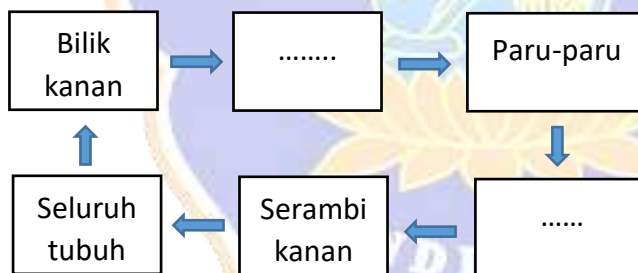 Bilik
kanan
……..
Paru-paru
Seluruh
tubuh
Serambi
kanan
……